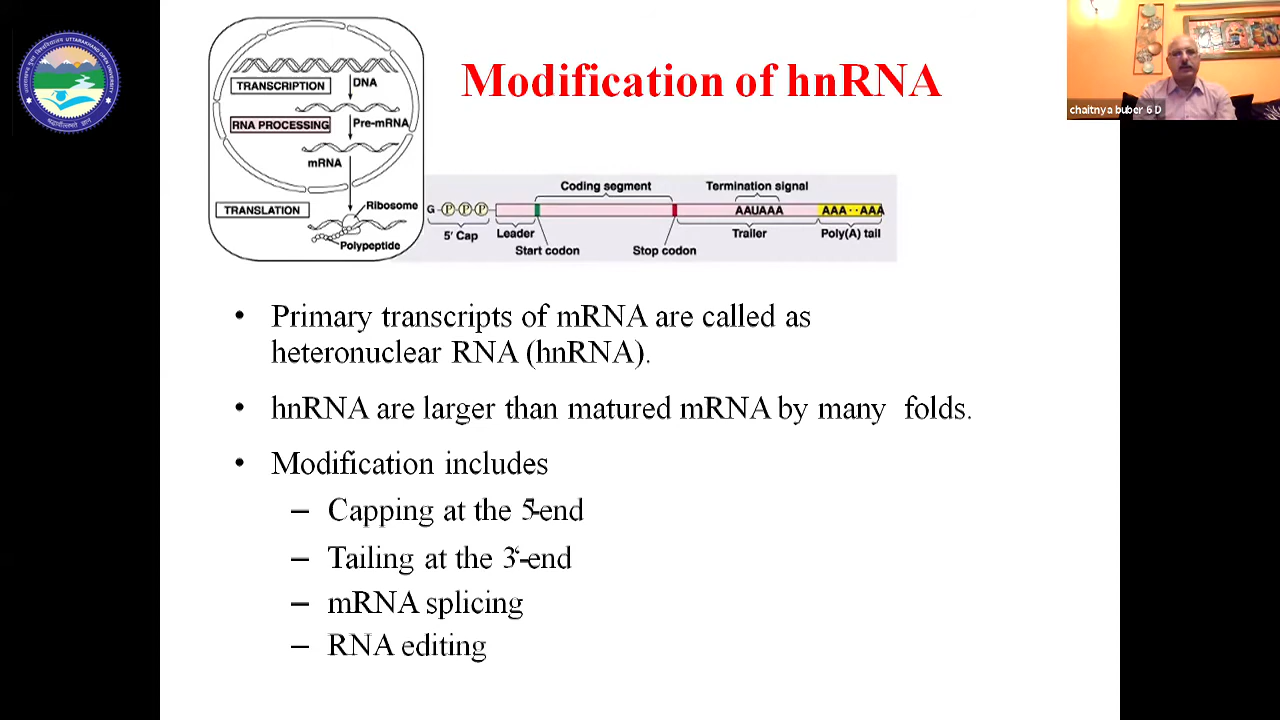 Modification of hnRNA
TRANSCRIPTION
DNA
RNA PROCESSING
Pre-mRNA
mRNA
TRANSLATION
Ribosome
Polypeptide
Coding segment
Termination signal
G P P P
AAUAAA
AAA··AAA
5′ Cap
Leader
Trailer
Poly(A) tail
Start codon
Stop codon
• Primary transcripts of mRNA are called as
heteronuclear RNA (hnRNA).
• hnRNA are larger than matured mRNA by many folds.
• Modification includes
– Capping at the 5-end
– Tailing at the 3‘-end
– mRNA splicing
– RNA editing
chaitnya buber 6 D
UTTARAKHAND OPEN UNIVERSITY